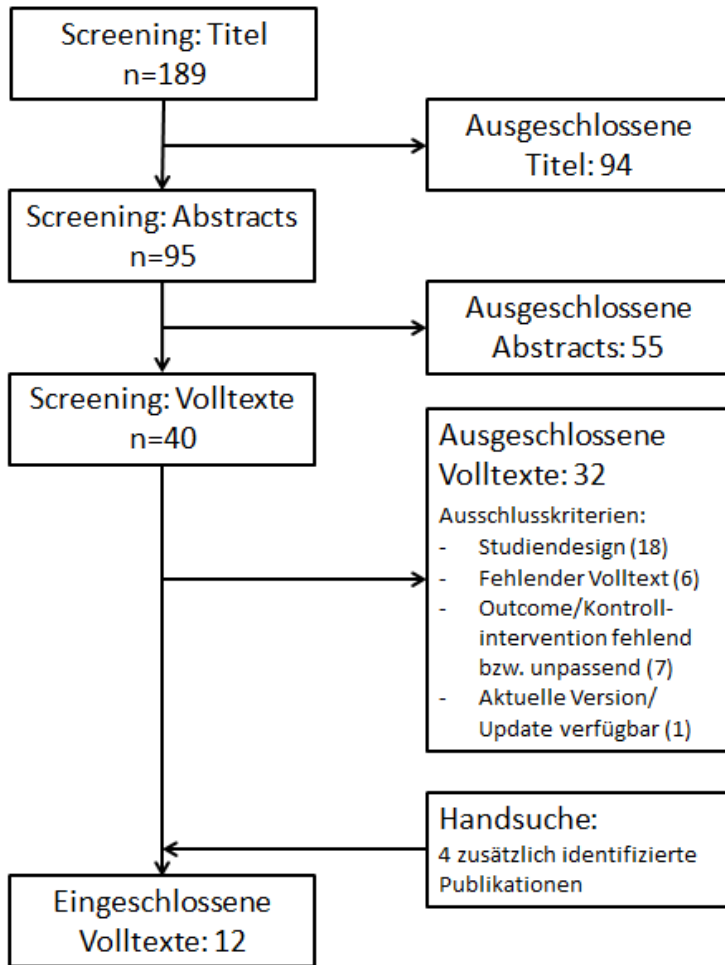 Screening: Titel
n=189
Ausgeschlossene
Titel: 94
Screening: Abstracts
n=95
Ausgeschlossene
Abstracts: 55
Screening: Volltexte
n=40
Ausgeschlossene
Volltexte: 32
Ausschlusskriterien:
- Studiendesign (18)
- Fehlender Volltext (6)
- Outcome/Kontroll-
intervention fehlend
bzw. unpassend (7)
- Aktuelle Version/
Update verfügbar (1)
Handsuche:
4 zusätzlich identifizierte
Publikationen
Eingeschlossene
Volltexte: 12